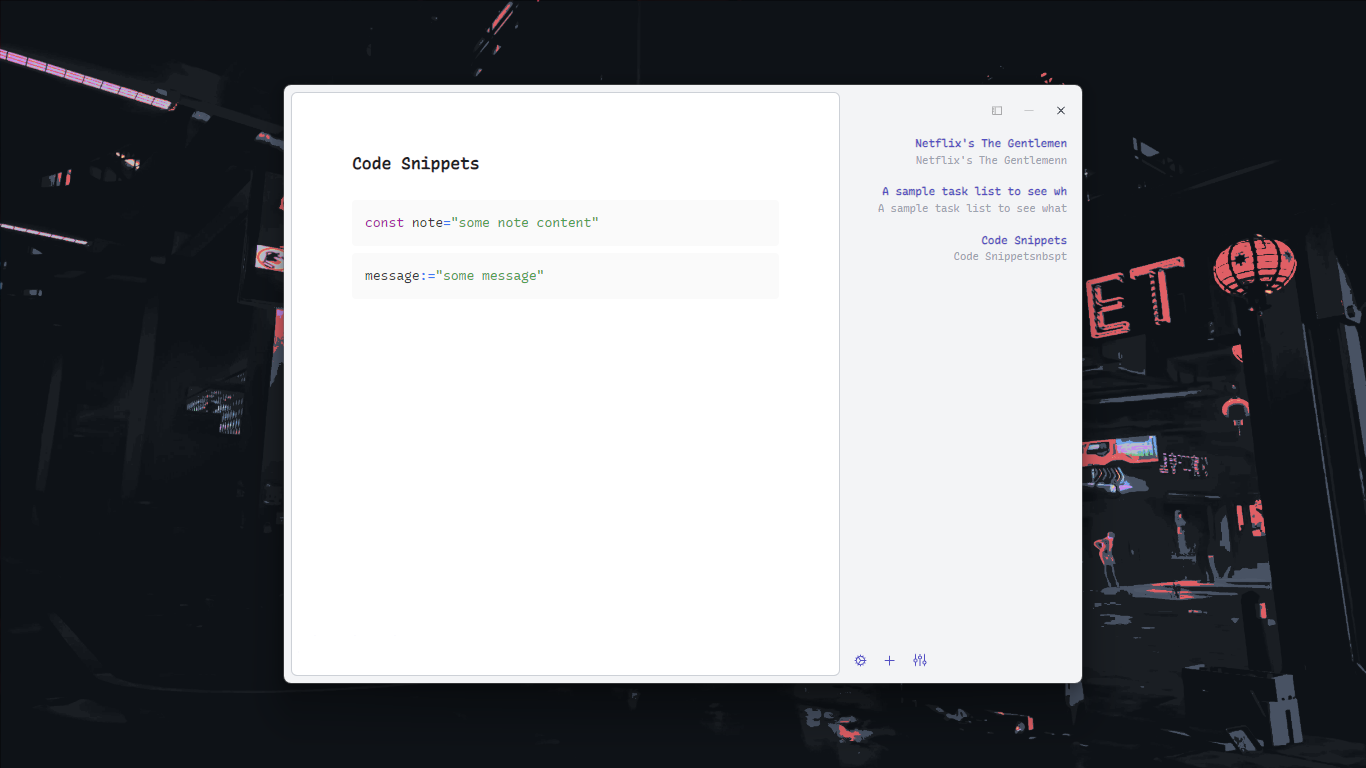 Code Snippets
const note="some note content"
message:="some message"
Netflix's The Gentlemen
Netflix's The Gentlemenn
A sample task list to see wh
A sample task list to see what
Code Snippets
Code Snippetsnbspt
ET